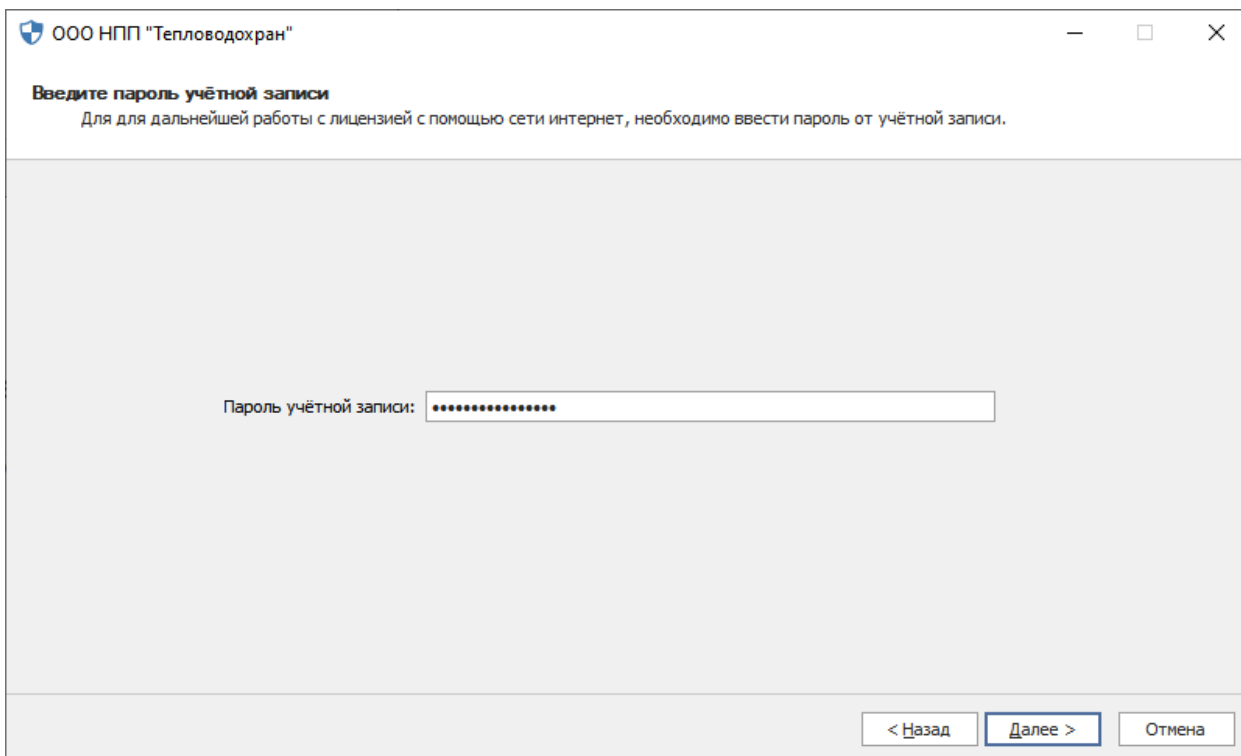 ООО НПП "Тепловодохран"
Введите пароль учётной записи
Для для дальнейшей работы с лицензией с помощью сети интернет, необходимо ввести пароль от учётной записи.
Пароль учётной записи: ••••••••••••••••
< Назад Далее > Отмена